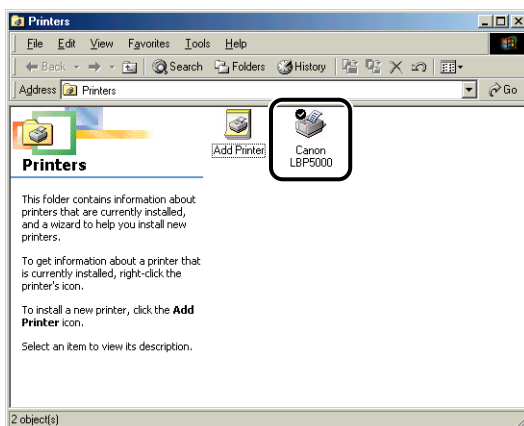 Printers
File Edit View Favorites Tools Help
Back Search Folders History
Address Printers Go
Add Printer
Canon
LBP5000
Printers
This folder contains information about
printers that are currently installed,
and a wizard to help you install new
printers.
To get information about a printer that
is currently installed, right-click the
printer's icon.
To install a new printer, click the Add
Printer icon.
Select an item to view its description.
2 object(s)